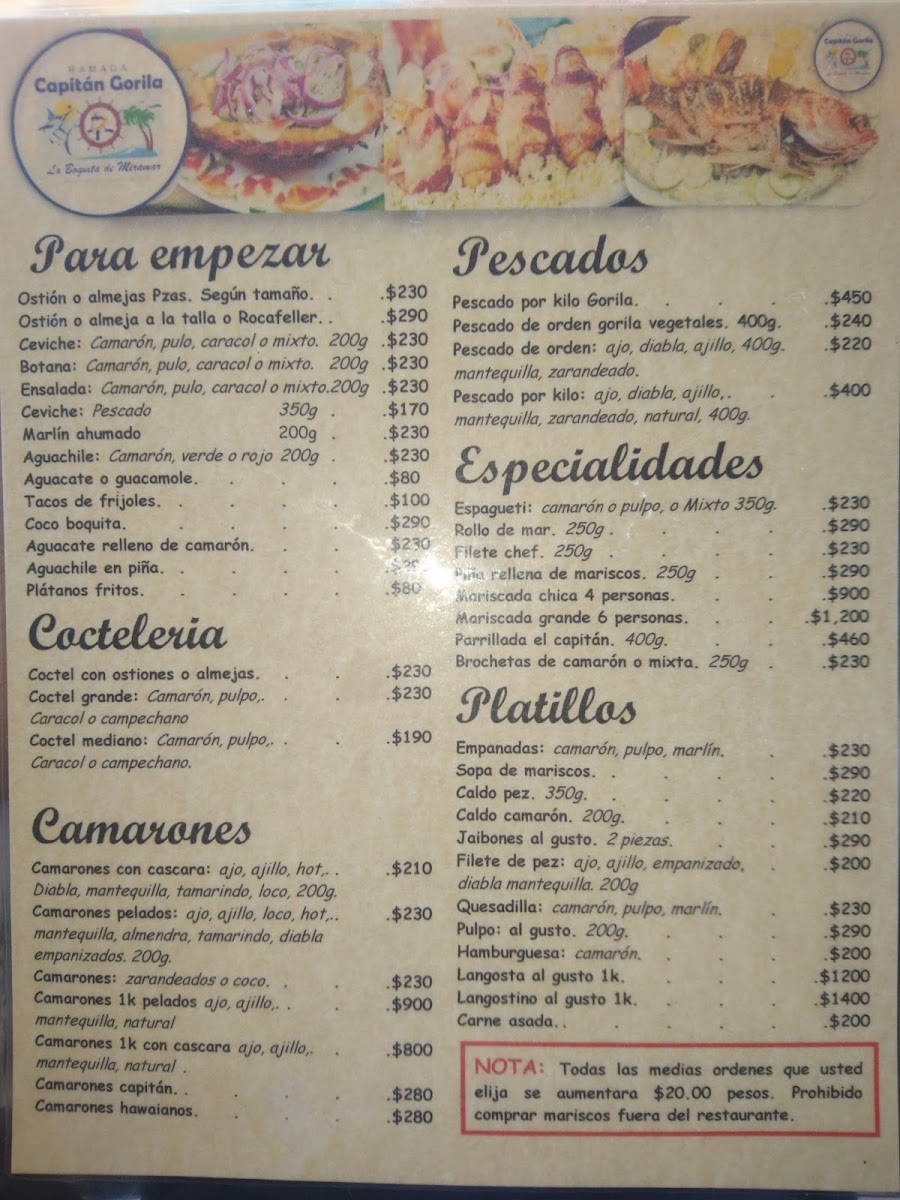 RAMADA
Capitán Gorila
La Boquita de Miramar
Capitán Gorila
Para empezar
Ostión o almejas Pzas. Según tamaño. . .$230
Ostión o almeja a la talla o Rocafeller. . .$290
Ceviche: Camarón, pulo, caracol o mixto. 200g .$230
Botana: Camarón, pulo, caracol o mixto. 200g .$230
Ensalada: Camarón, pulo, caracol o mixto.200g .$230
Ceviche: Pescado 350g . .$170
Marlín ahumado 200g . .$230
Aguachile: Camarón, verde o rojo 200g . .$230
Aguacate o guacamole. . . . .$80
Tacos de frijoles. . . . . .$100
Coco boquita. . . . . .$290
Aguacate relleno de camarón. . . .$230
Aguachile en piña. . . . .
Plátanos fritos. . . . . .$80
Cocteleria
Coctel con ostiones o almejas. . . .$230
Coctel grande: Camarón, pulpo,. . . .$230
Caracol o campechano
Coctel mediano: Camarón, pulpo,. . . .$190
Caracol o campechano.
Camarones
Camarones con cascara: ajo, ajillo, hot,. . .$210
Diabla, mantequilla, tamarindo, loco, 200g.
Camarones pelados: ajo, ajillo, loco, hot,.. .$230
mantequilla, almendra, tamarindo, diabla
empanizados. 200g.
Camarones: zarandeados o coco. . . .$230
Camarones 1k pelados ajo, ajillo,. . . .$900
mantequilla, natural
Camarones 1k con cascara ajo, ajillo,. . .$800
mantequilla, natural .
Camarones capitán. . . . . .$280
Camarones hawaianos. . . . .$280
Pescados
Pescado por kilo Gorila. . . . .$450
Pescado de orden gorila vegetales. 400g. .$240
Pescado de orden: ajo, diabla, ajillo, 400g. .$220
mantequilla, zarandeado.
Pescado por kilo: ajo, diabla, ajillo,. . .$400
mantequilla, zarandeado, natural, 400g.
Especialidades
Espagueti: camarón o pulpo, o Mixto 350g. .$230
Rollo de mar. 250g . . . . .$290
Filete chef. 250g . . . . .$230
Piña rellena de mariscos. 250g . . .$290
Mariscada chica 4 personas. . . .$900
Mariscada grande 6 personas. . . .$1,200
Parrillada el capitán. 400g. . . .$460
Brochetas de camarón o mixta. 250g . .$230
Platillos
Empanadas: camarón, pulpo, marlín. . .$230
Sopa de mariscos. . . . . .$290
Caldo pez. 350g. . . . . .$220
Caldo camarón. 200g. . . . .$210
Jaibones al gusto. 2 piezas. . . .$290
Filete de pez: ajo, ajillo, empanizado, . .$200
diabla mantequilla. 200g
Quesadilla: camarón, pulpo, marlín. . .$230
Pulpo: al gusto. 200g. . . . .$290
Hamburguesa: camarón. . . . .$200
Langosta al gusto 1k. . . . .$1200
Langostino al gusto 1k. . . . .$1400
Carne asada. . . . . . .$200
NOTA: Todas las medias ordenes que usted
elija se aumentara $20.00 pesos. Prohibido
comprar mariscos fuera del restaurante.